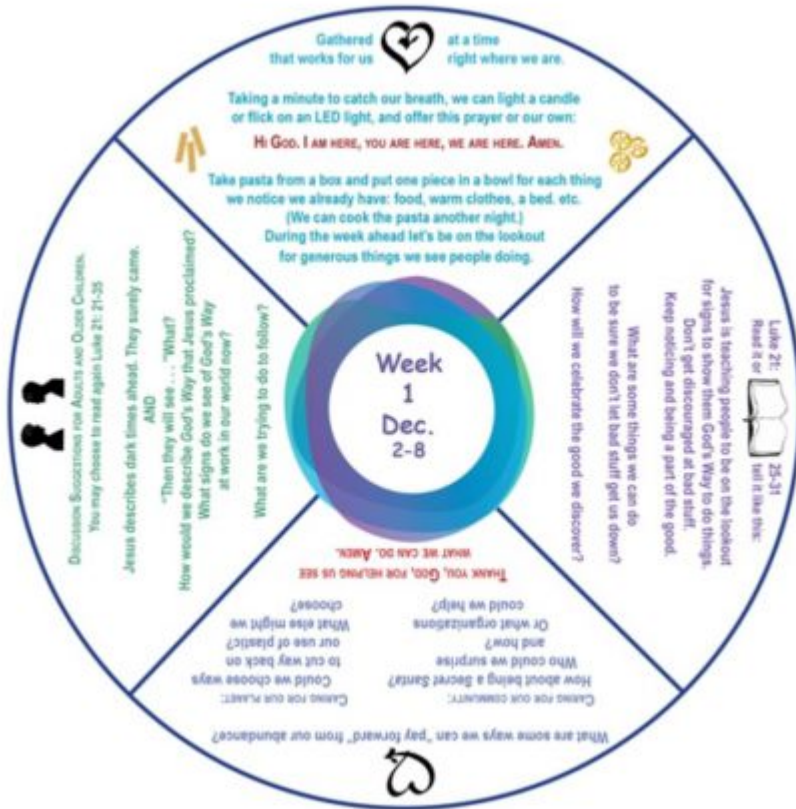 Gathered at a time
that works for us right where we are.
Taking a minute to catch our breath, we can light a candle
or flick on an LED light, and offer this prayer or our own:
HI GOD. I AM HERE, YOU ARE HERE, WE ARE HERE. AMEN.
Take pasta from a box and put one piece in a bowl for each thing
we notice we already have: food, warm clothes, a bed. etc.
(We can cook the pasta another night.)
During the week ahead let's be on the lookout
for generous things we see people doing.
Luke 21: 25-31
Read it or tell it like this:
Jesus is teaching people to be on the lookout
for signs to show them God's Way to do things.
Don't get discouraged at bad stuff.
Keep noticing and being a part of the good.
What are some things we can do
to be sure we don't let bad stuff get us down?
How will we celebrate the good we discover?
What are some ways we can "pay forward" from our abundance?
CARING FOR OUR COMMUNITY:
How about being a Secret Santa?
Who could we surprise
and how?
Or what organizations
could we help?
CARING FOR OUR PLANET:
Could we choose ways
to cut way back on
our use of plastic?
What else might we
choose?
THANK YOU, GOD, FOR HELPING US SEE
WHAT WE CAN DO. AMEN.
DISCUSSION SUGGESTIONS FOR ADULTS AND OLDER CHILDREN.
You may choose to read again Luke 21: 21-35
Jesus describes dark times ahead. They surely came.
AND
"Then they will see . . . "What?
How would we describe God's Way that Jesus proclaimed?
What signs do we see of God's Way
at work in our world now?
What are we trying to do to follow?
Week
1
Dec.
2-8